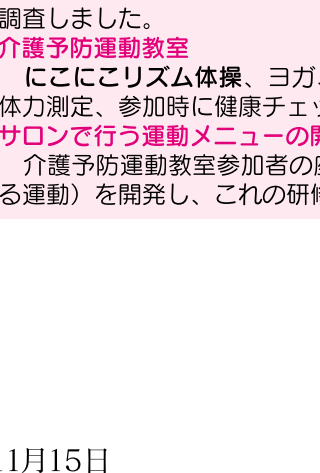 調査しました。
介護予防運動教室
にこにこリズム体操、ヨガ
体力測定、参加時に健康チェッ
サロンで行う運動メニューの開
介護予防運動教室参加者の
る運動）を開発し、これの研修
11月15日